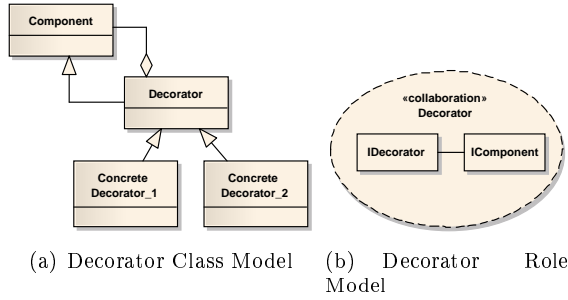 Component
Decorator
Concrete
Decorator_1
Concrete
Decorator_2
(a) Decorator Class Model
«collaboration»
Decorator
IDecorator
IComponent
(b) Decorator Role
Model